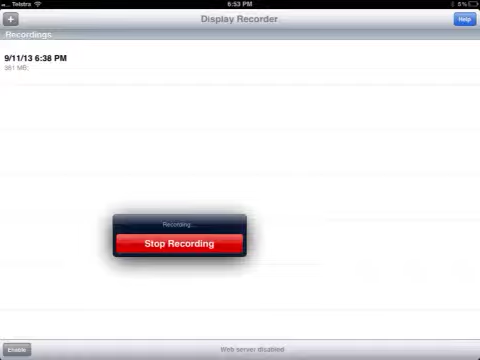 Telstra 6:53 PM 5%
+ Display Recorder Help
Recordings
9/11/13 6:38 PM
361 MB;
Recording...
Stop Recording
Enable Web server disabled